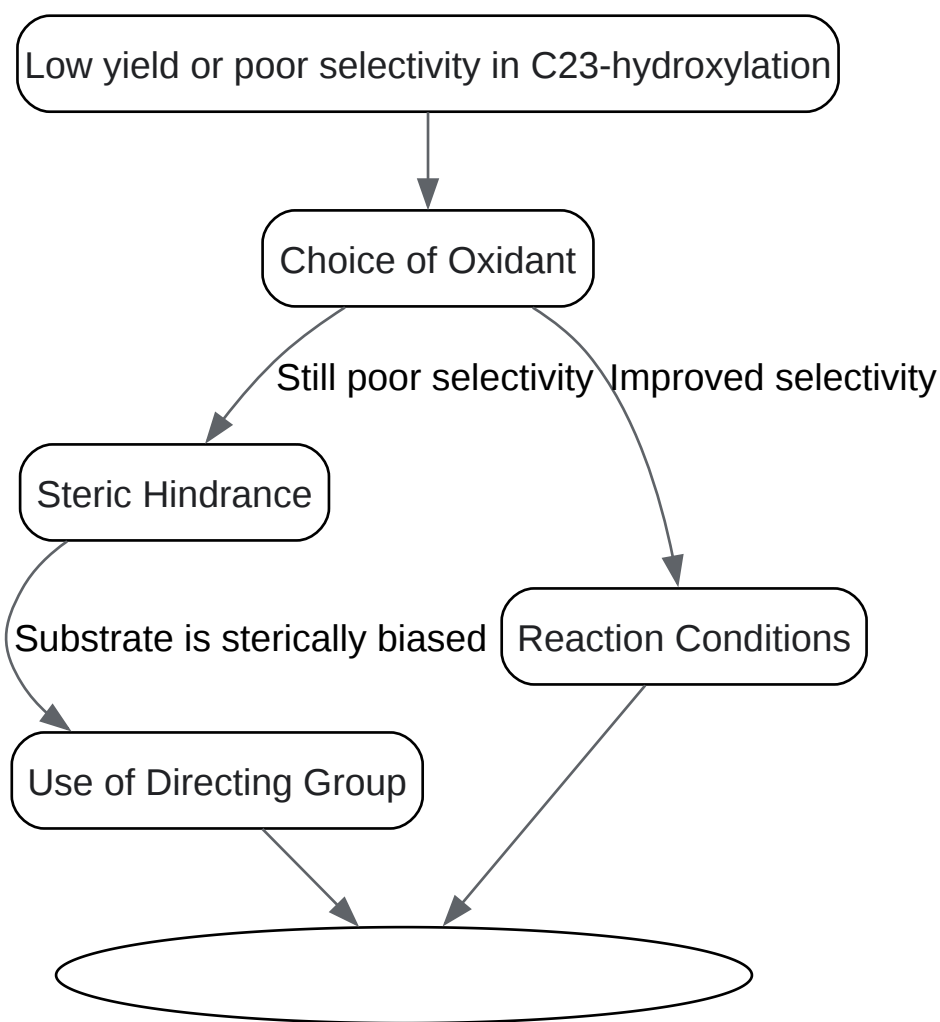 Low yield or poor selectivity in C23-hydroxylation
Choice of Oxidant
Still poor selectivity
Improved selectivity
Steric Hindrance
Substrate is sterically biased
Reaction Conditions
Use of Directing Group